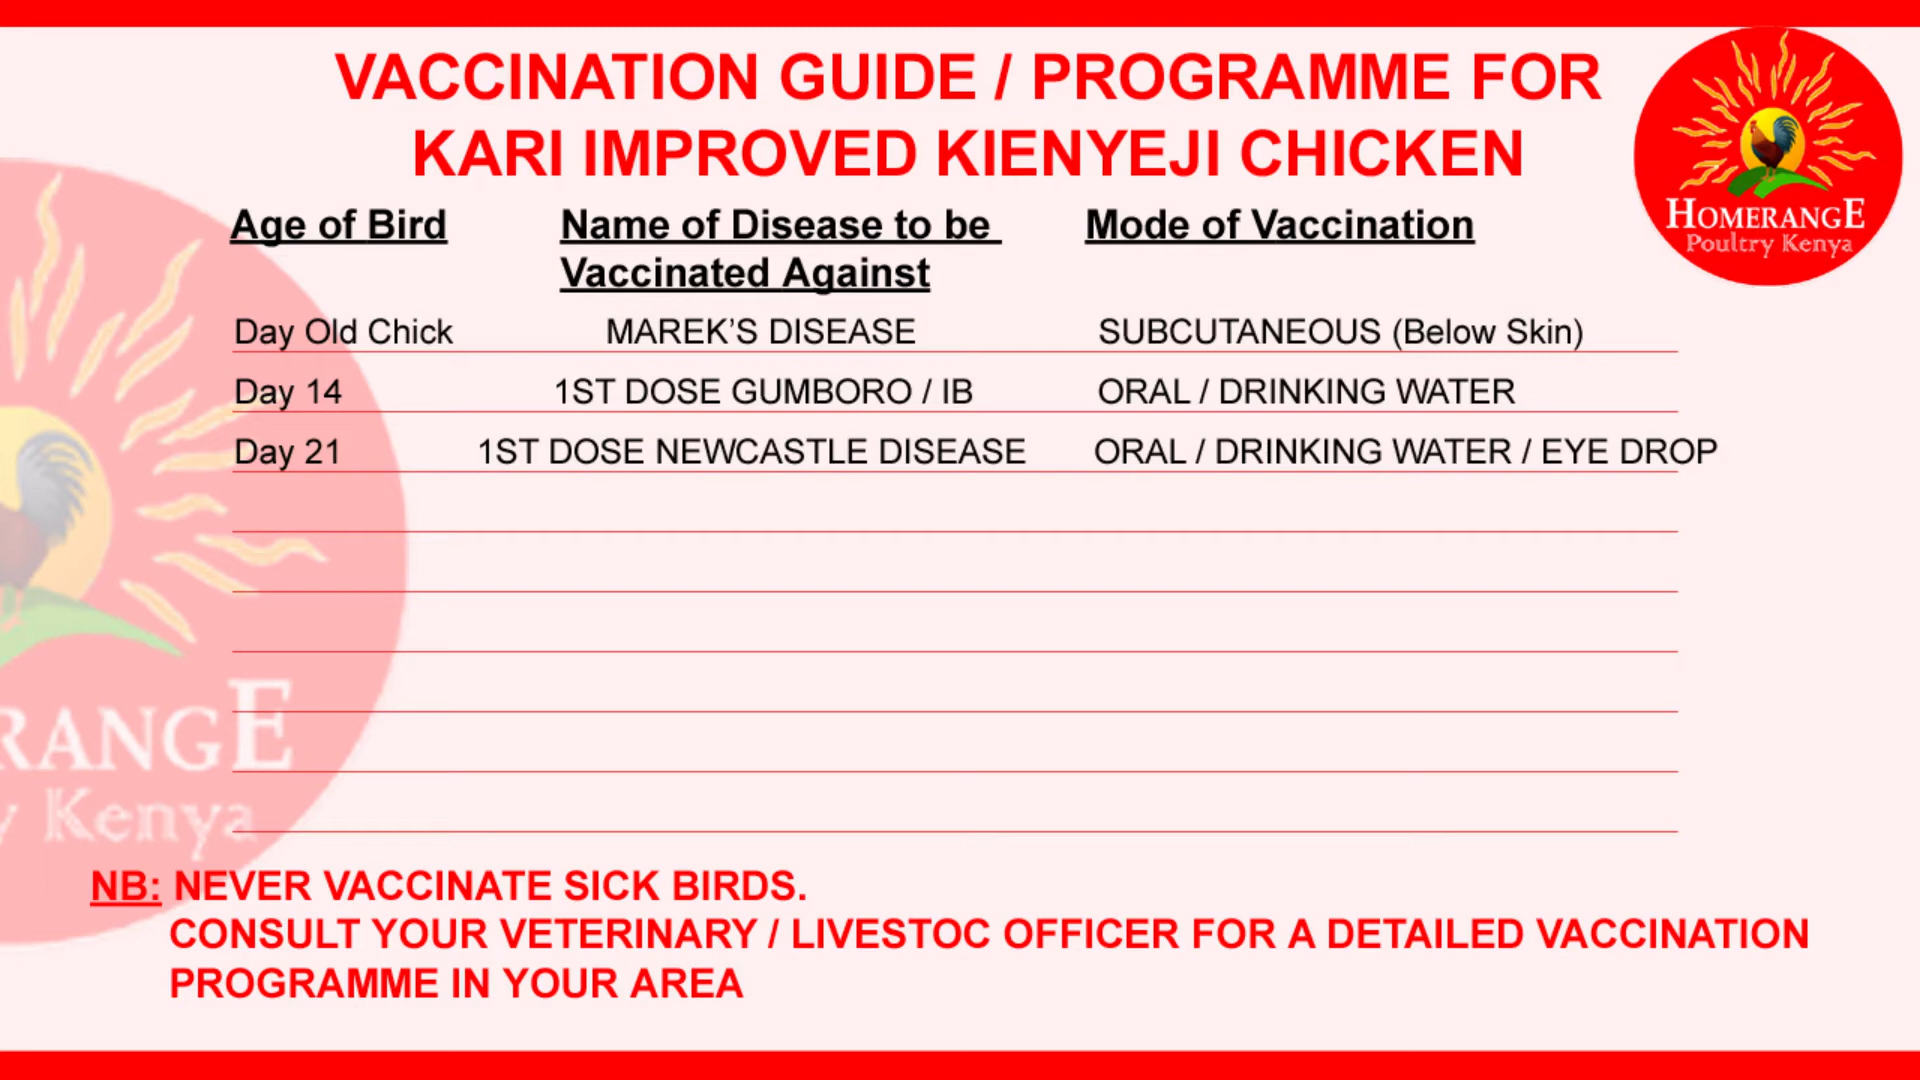 VACCINATION GUIDE / PROGRAMME FOR
KARI IMPROVED KIENYEJI CHICKEN
HOMERANGE
Poultry Kenya
Age of Bird Name of Disease to be Mode of Vaccination
Vaccinated Against
Day Old Chick MAREK’S DISEASE SUBCUTANEOUS (Below Skin)
Day 14 1ST DOSE GUMBORO / IB ORAL / DRINKING WATER
Day 21 1ST DOSE NEWCASTLE DISEASE ORAL / DRINKING WATER / EYE DROP
RANGE
y Kenya
NB: NEVER VACCINATE SICK BIRDS.
CONSULT YOUR VETERINARY / LIVESTOC OFFICER FOR A DETAILED VACCINATION
PROGRAMME IN YOUR AREA